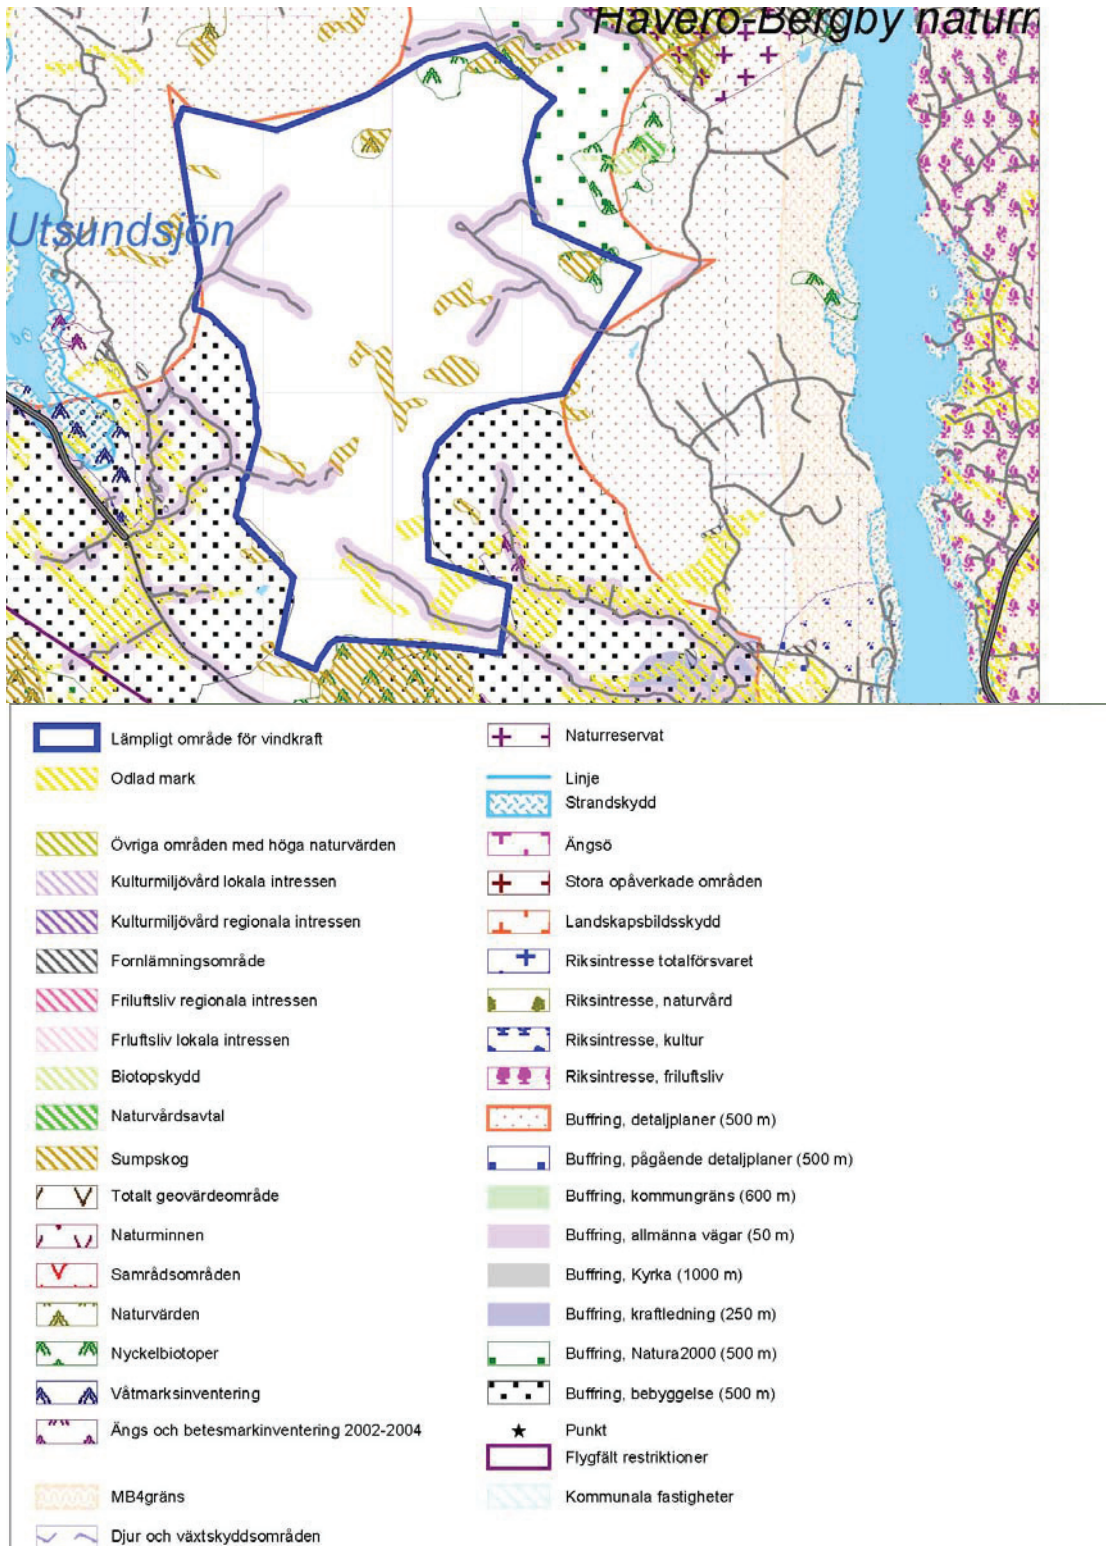 Haverö-Bergby naturr
Utsundsjön
Lämpligt område för vindkraft
Odlad mark
Övriga områden med höga naturvärden
Kulturmiljövård lokala intressen
Kulturmiljövård regionala intressen
Fornlämningsområde
Friluftsliv regionala intressen
Frluftsliv lokala intressen
Biotopskydd
Naturvårdsavtal
Sumpskog
Totalt geovärdeområde
Naturminnen
Samrådsområden
Naturvärden
Nyckelbiotoper
Våtmarksinventering
Ängs och betesmarkinventering 2002-2004
MB4gräns
Djur och växtskyddsområden
Naturreservat
Linje
Strandskydd
Ängsö
Stora opåverkade områden
Landskapsbildsskydd
Riksintresse totalförsvaret
Riksintresse, naturvård
Riksintresse, kultur
Riksintresse, friluftsliv
Buffring, detaljplaner (500 m)
Buffring, pågående detaljplaner (500 m)
Buffring, kommungräns (600 m)
Buffring, allmänna vägar (50 m)
Buffring, Kyrka (1000 m)
Buffring, kraftledning (250 m)
Buffring, Natura2000 (500 m)
Buffring, bebyggelse (500 m)
Punkt
Flygfält restriktioner
Kommunala fastigheter